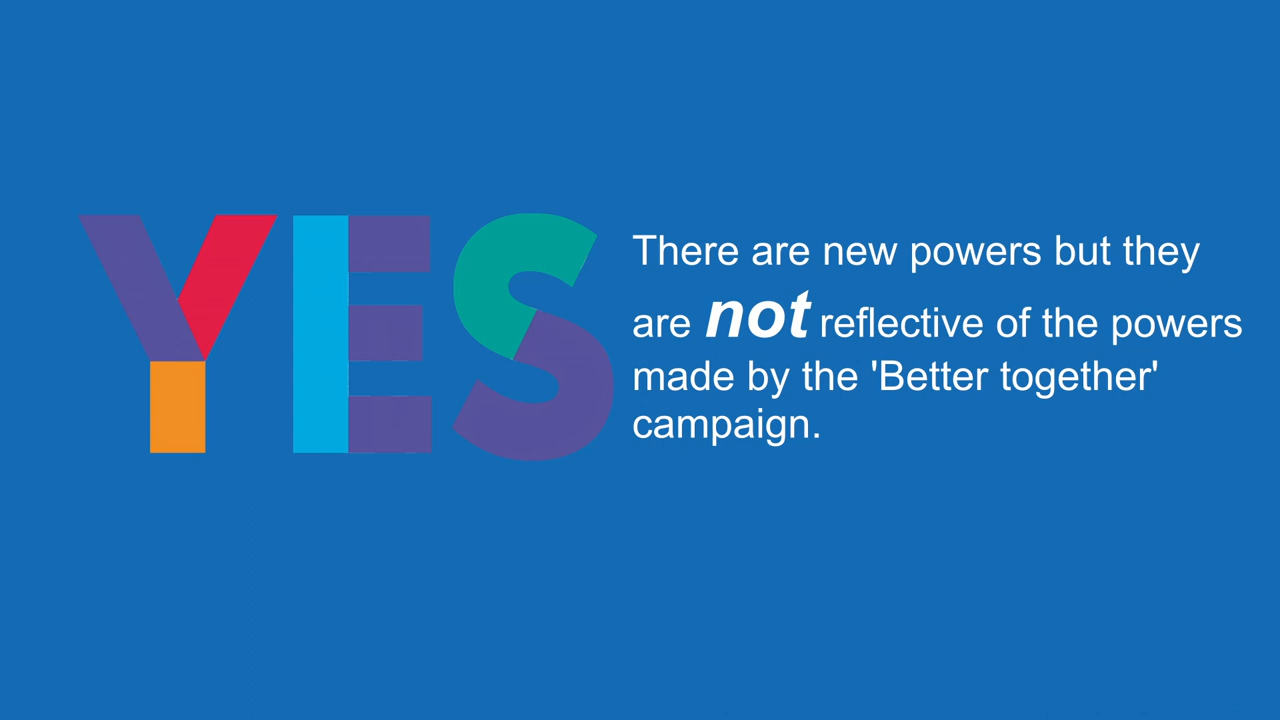 YES
There are new powers but they
are not reflective of the powers
made by the 'Better together'
campaign.